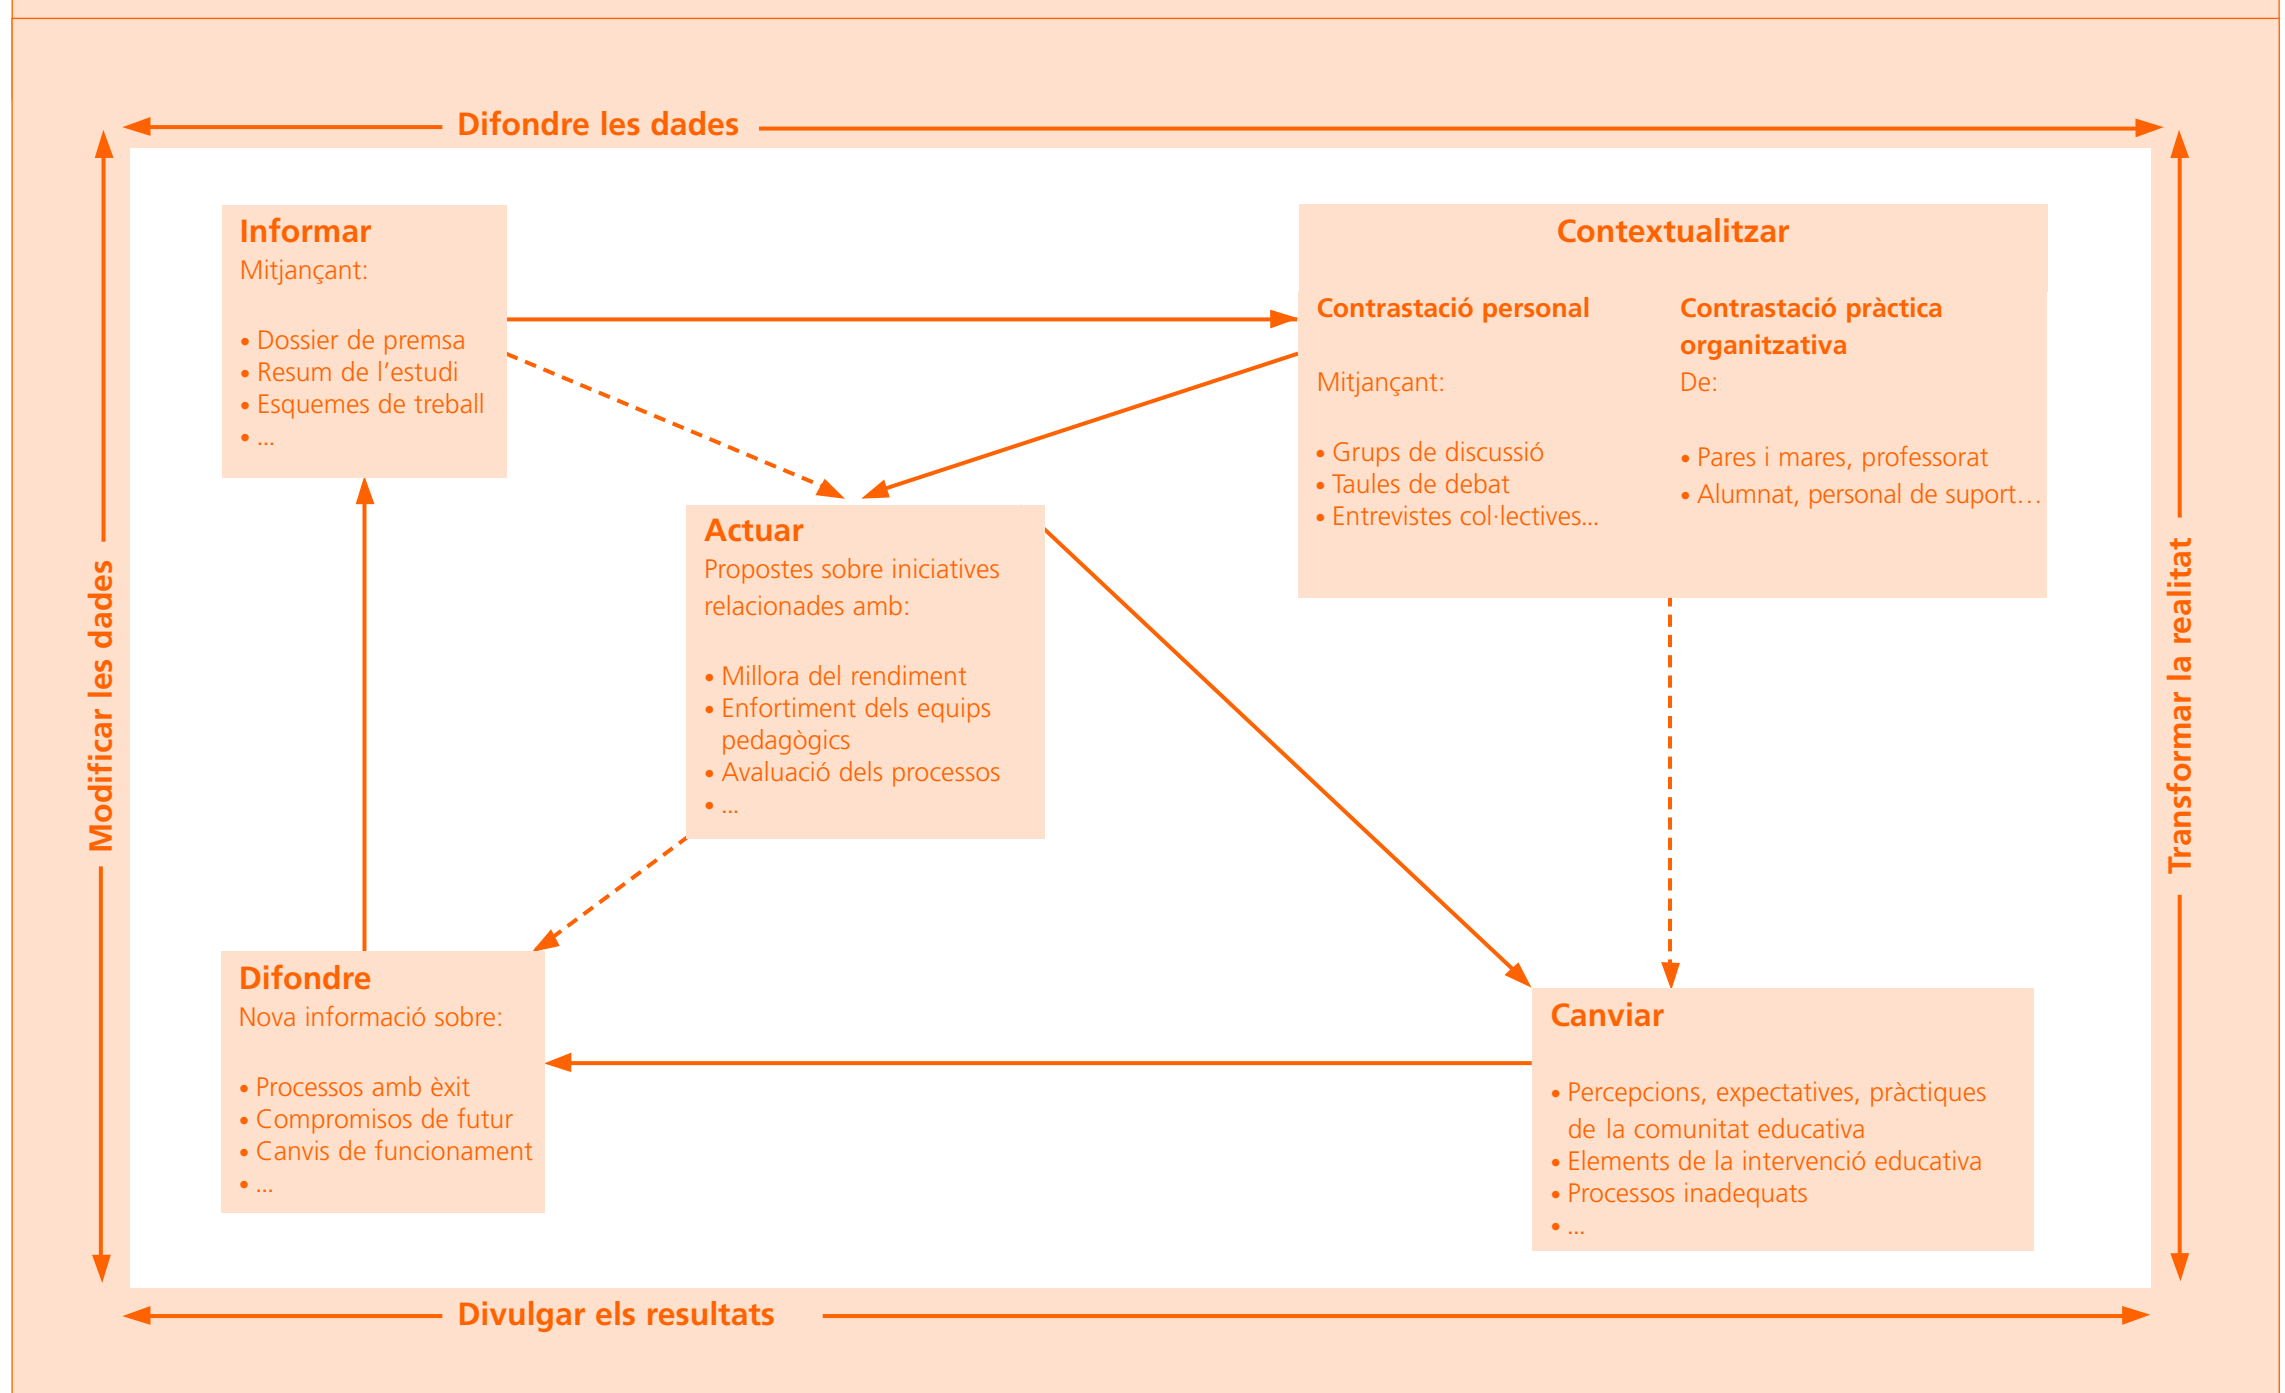 Difondre les dades
Modificar les dades
Informar
Mitjançant:
• Dossier de premsa
• Resum de l’estudi
• Esquemes de treball
• ...
Contextualitzar
Contrastació personal
Mitjançant:
• Grups de discussió
• Taules de debat
• Entrevistes col·lectives...
Contrastació pràctica
organitzativa
De:
• Pares i mares, professorat
• Alumnat, personal de suport…
Transformar la realitat
Actuar
Propostes sobre iniciatives
relacionades amb:
• Millora del rendiment
• Enfortiment dels equips
pedagògics
• Avaluació dels processos
• ...
Difondre
Nova informació sobre:
• Processos amb èxit
• Compromisos de futur
• Canvis de funcionament
• ...
Canviar
• Percepcions, expectatives, pràctiques
de la comunitat educativa
• Elements de la intervenció educativa
• Processos inadequats
• ...
Divulgar els resultats